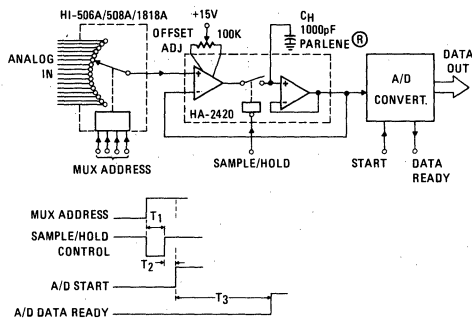 HI-506A/508A/1818A
+15V
OFFSET ADJ
100K
CH
1000pF
PARLENE ®
ANALOG IN
+
-
+
-
HA-2420
A/D CONVERT.
DATA OUT
MUX ADDRESS
SAMPLE/HOLD
START
DATA READY
MUX ADDRESS
T1
SAMPLE/HOLD CONTROL
T2
A/D START
T3
A/D DATA READY